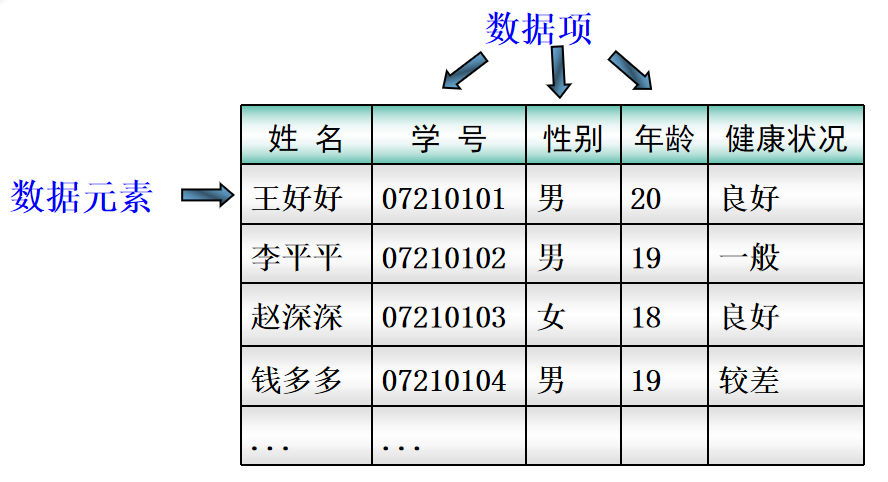 数据项
姓 名 学 号 性别 年龄 健康状况
数据元素 王好好 07210101 男 20 良好
李平平 07210102 男 19 一般
赵深深 07210103 女 18 良好
钱多多 07210104 男 19 较差
... ...